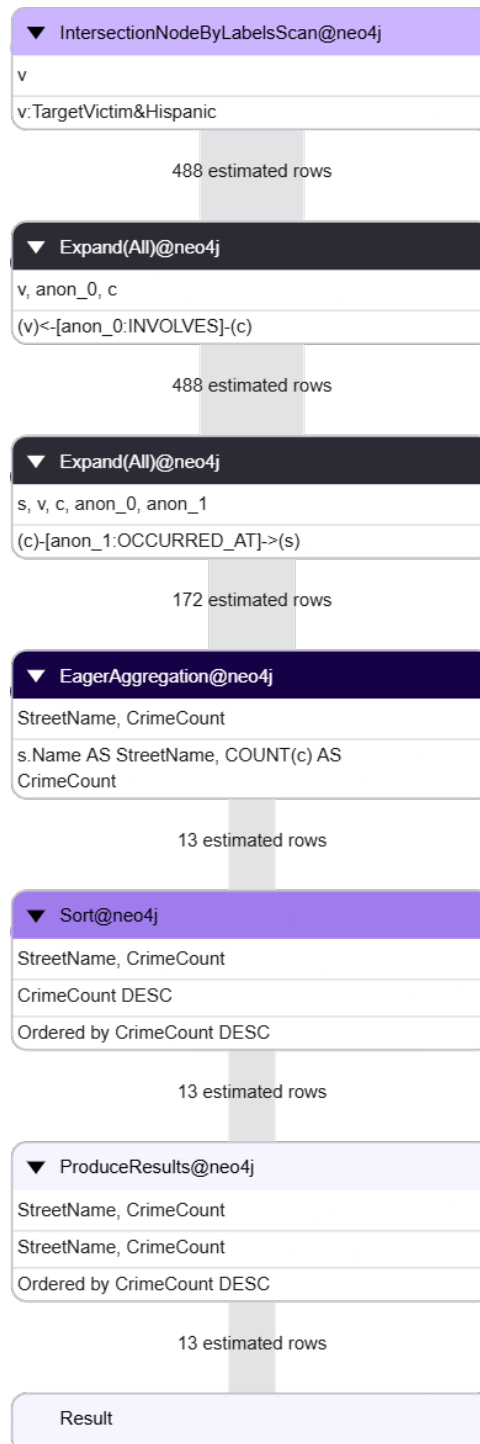 IntersectionNodeByLabelsScan@neo4j
v
v:TargetVictim&Hispanic
488 estimated rows
Expand(All)@neo4j
v, anon_0, c
(v)<-[anon_0:INVOLVES]-(c)
488 estimated rows
Expand(All)@neo4j
s, v, c, anon_0, anon_1
(c)-[anon_1:OCCURRED_AT]->(s)
172 estimated rows
EagerAggregation@neo4j
StreetName, CrimeCount
s.Name AS StreetName, COUNT(c) AS
CrimeCount
13 estimated rows
Sort@neo4j
StreetName, CrimeCount
CrimeCount DESC
Ordered by CrimeCount DESC
13 estimated rows
ProduceResults@neo4j
StreetName, CrimeCount
StreetName, CrimeCount
Ordered by CrimeCount DESC
13 estimated rows
Result